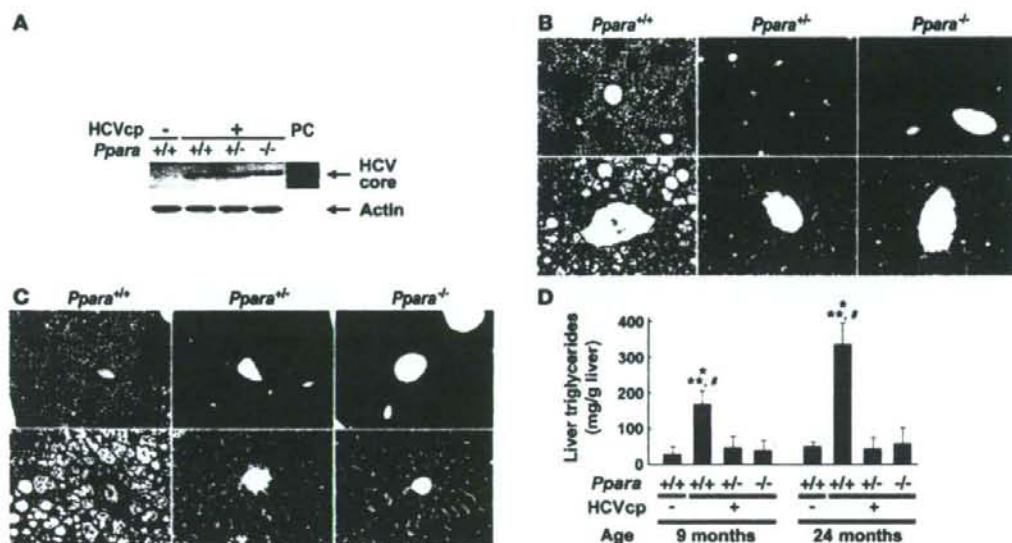 A
HCVcp - + PC
Ppara +/+ +/+ +/- -/-
HCV
core
Actin
B
Ppara+/+ Ppara+/- Ppara-/-
C
Ppara+/+ Ppara+/- Ppara-/-
D
Liver triglycerides
(mg/g liver)
400
300
200
100
0
*
**, #
*
**, #
Ppara +/+ +/+ +/- -/- +/+ +/+ +/- -/-
HCVcp - + - +
Age 9 months 24 months